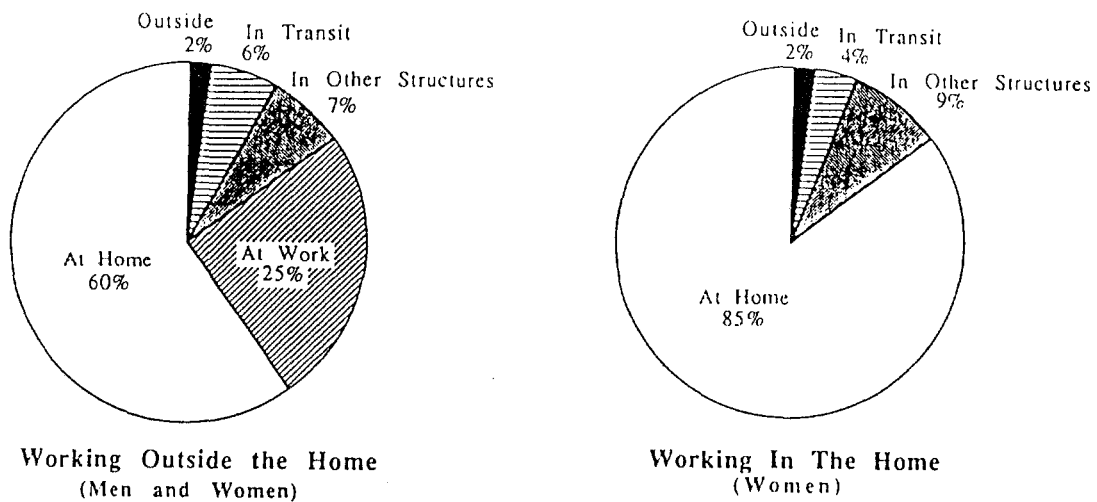 Outside
2%
In Transit
6%
In Other Structures
7%
At Work
25%
At Home
60%
Working Outside the Home
(Men and Women)
Outside
2%
In Transit
4%
In Other Structures
9%
At Home
85%
Working In The Home
(Women)